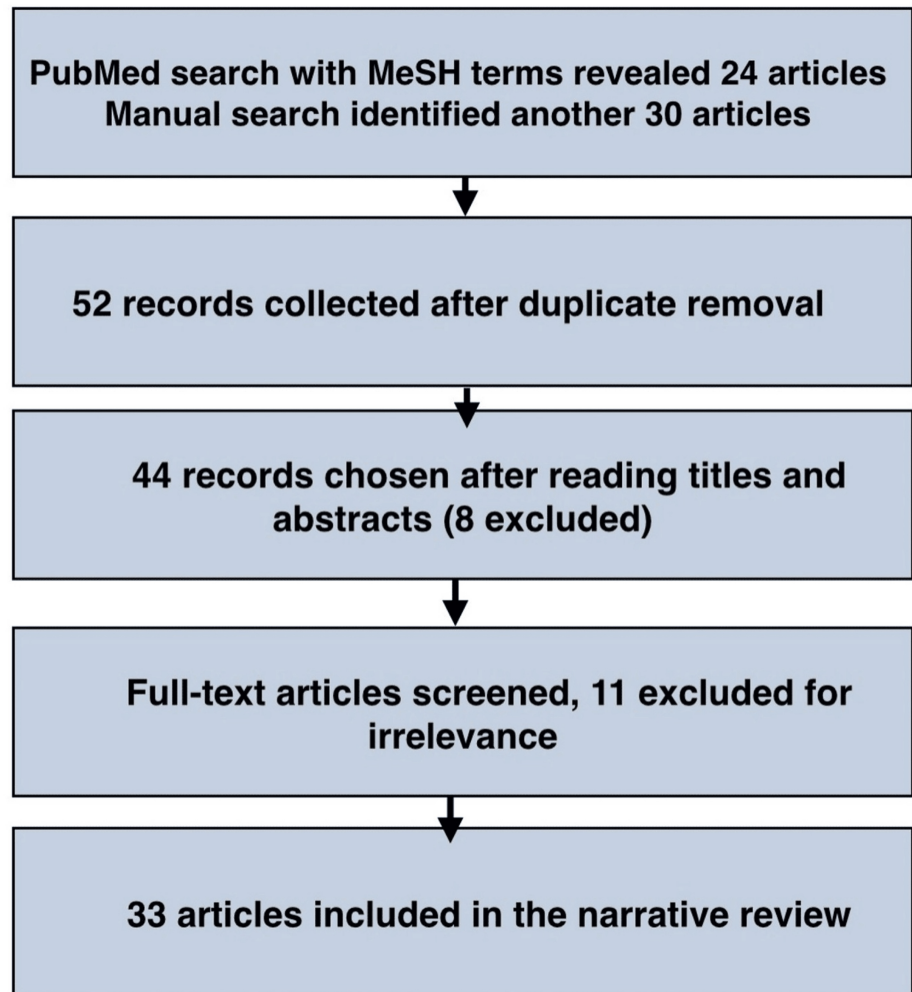 PubMed search with MeSH terms revealed 24 articles
Manual search identified another 30 articles
52 records collected after duplicate removal
44 records chosen after reading titles and
abstracts (8 excluded)
Full-text articles screened, 11 excluded for
irrelevance
33 articles included in the narrative review